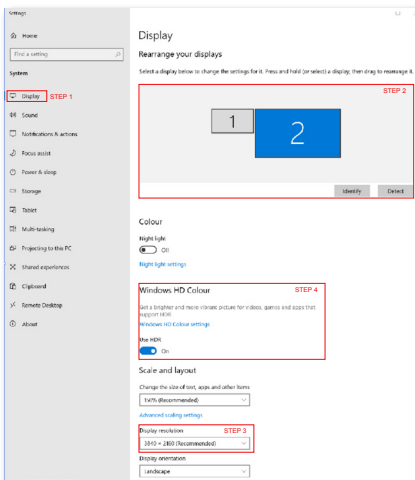 Settings
Home
Find a setting
System
Display STEP 1
Sound
Notifications & actions
Focus assist
Power & sleep
Storage
Tablet
Multi-tasking
Projecting to this PC
Shared experiences
Clipboard
Remote Desktop
About
Display
Rearrange your displays
Select a display below to change the settings for it. Press and hold (or select) a display, then drag to rearrange it.
STEP 2
1
2
Identify Detect
Colour
Night light
Off
Night light settings
Windows HD Colour STEP 4
Get a brighter and more vibrant picture for videos, games and apps that
support HDR.
Windows HD Colour settings
Use HDR
On
Scale and layout
Change the size of text, apps and other items
150% (Recommended)
Advanced scaling settings
Display resolution STEP 3
3840 × 2160 (Recommended)
Display orientation
Landscape